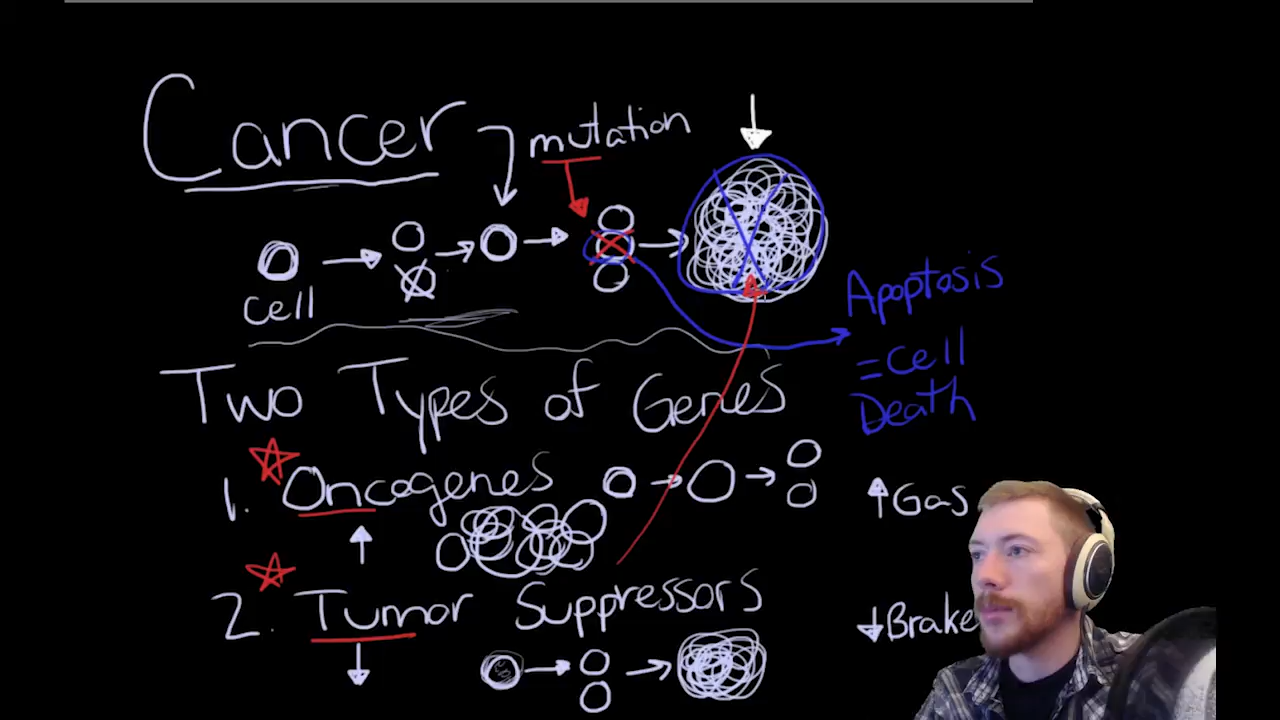 Cancer
mutation
cell
Apoptosis
=Cell
Death
Two Types of Genes
1. Oncogenes
Gas
2. Tumor Suppressors
Brake